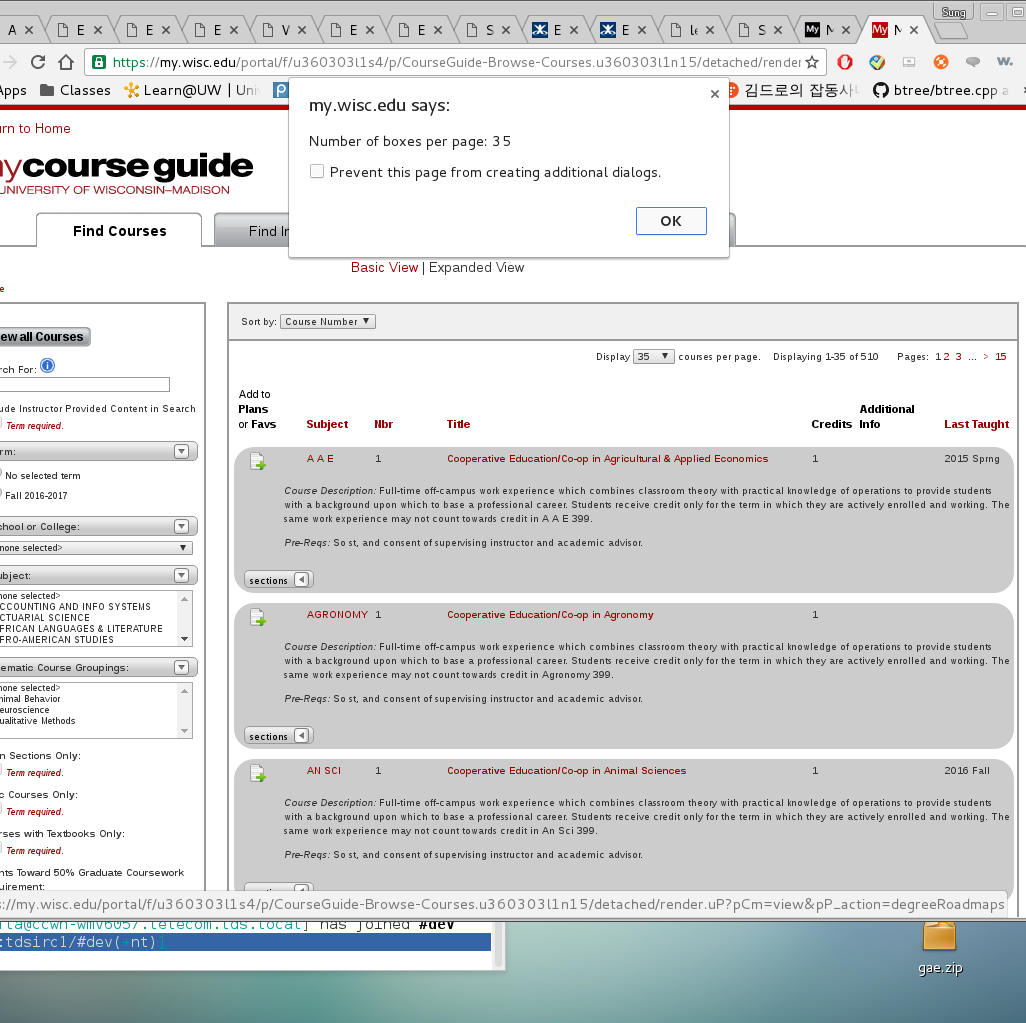 Sung
A
E
E
E
V
E
E
S
E
E
le
S
My N
My N
https://my.wisc.edu/portal/f/u360303l1s4/p/CourseGuide-Browse-Courses.u360303l1n15/detached/render
Apps
Classes
Learn@UW | Uni
김드로의 잡동사니
btree/btree.cpp a
my.wisc.edu says:
Number of boxes per page: 35
Prevent this page from creating additional dialogs.
OK
urn to Home
my course guide
UNIVERSITY OF WISCONSIN–MADISON
Find Courses
Find In
Basic View | Expanded View
ew all Courses
rch For:
ude Instructor Provided Content in Search
Term required.
rm:
No selected term
Fall 2016-2017
chool or College:
none selected>
ubject:
none selected>
CCOUNTING AND INFO SYSTEMS
CTUARIAL SCIENCE
FRICAN LANGUAGES & LITERATURE
FRO-AMERICAN STUDIES
ematic Course Groupings:
none selected>
nimal Behavior
euroscience
ualitative Methods
n Sections Only:
Term required.
c Courses Only:
Term required.
rses with Textbooks Only:
Term required.
nts Toward 50% Graduate Coursework
uirement:
Sort by: Course Number
Display 35 courses per page. Displaying 1-35 of 510 Pages: 1 2 3 ... > 15
Add to
Plans
or Favs
Subject
Nbr
Title
Credits
Additional
Info
Last Taught
A A E 1 Cooperative Education/Co-op in Agricultural & Applied Economics 1 2015 Sprng
Course Description: Full-time off-campus work experience which combines classroom theory with practical knowledge of operations to provide students
with a background upon which to base a professional career. Students receive credit only for the term in which they are actively enrolled and working. The
same work experience may not count towards credit in A A E 399.
Pre-Reqs: So st, and consent of supervising instructor and academic advisor.
sections
AGRONOMY 1 Cooperative Education/Co-op in Agronomy 1
Course Description: Full-time off-campus work experience which combines classroom theory with practical knowledge of operations to provide students
with a background upon which to base a professional career. Students receive credit only for the term in which they are actively enrolled and working. The
same work experience may not count towards credit in Agronomy 399.
Pre-Reqs: So st, and consent of supervising instructor and academic advisor.
sections
AN SCI 1 Cooperative Education/Co-op in Animal Sciences 1 2016 Fall
Course Description: Full-time off-campus work experience which combines classroom theory with practical knowledge of operations to provide students
with a background upon which to base a professional career. Students receive credit only for the term in which they are actively enrolled and working. The
same work experience may not count towards credit in An Sci 399.
Pre-Reqs: So st, and consent of supervising instructor and academic advisor.
s://my.wisc.edu/portal/f/u360303l1s4/p/CourseGuide-Browse-Courses.u360303l1n15/detached/render.uP?pCm=view&pP_action=degreeRoadmaps
ta@ccwn-wmv6057.telecom.tds.local] has joined #dev
:tdsirc1/#dev(+nt)]
gae.zip